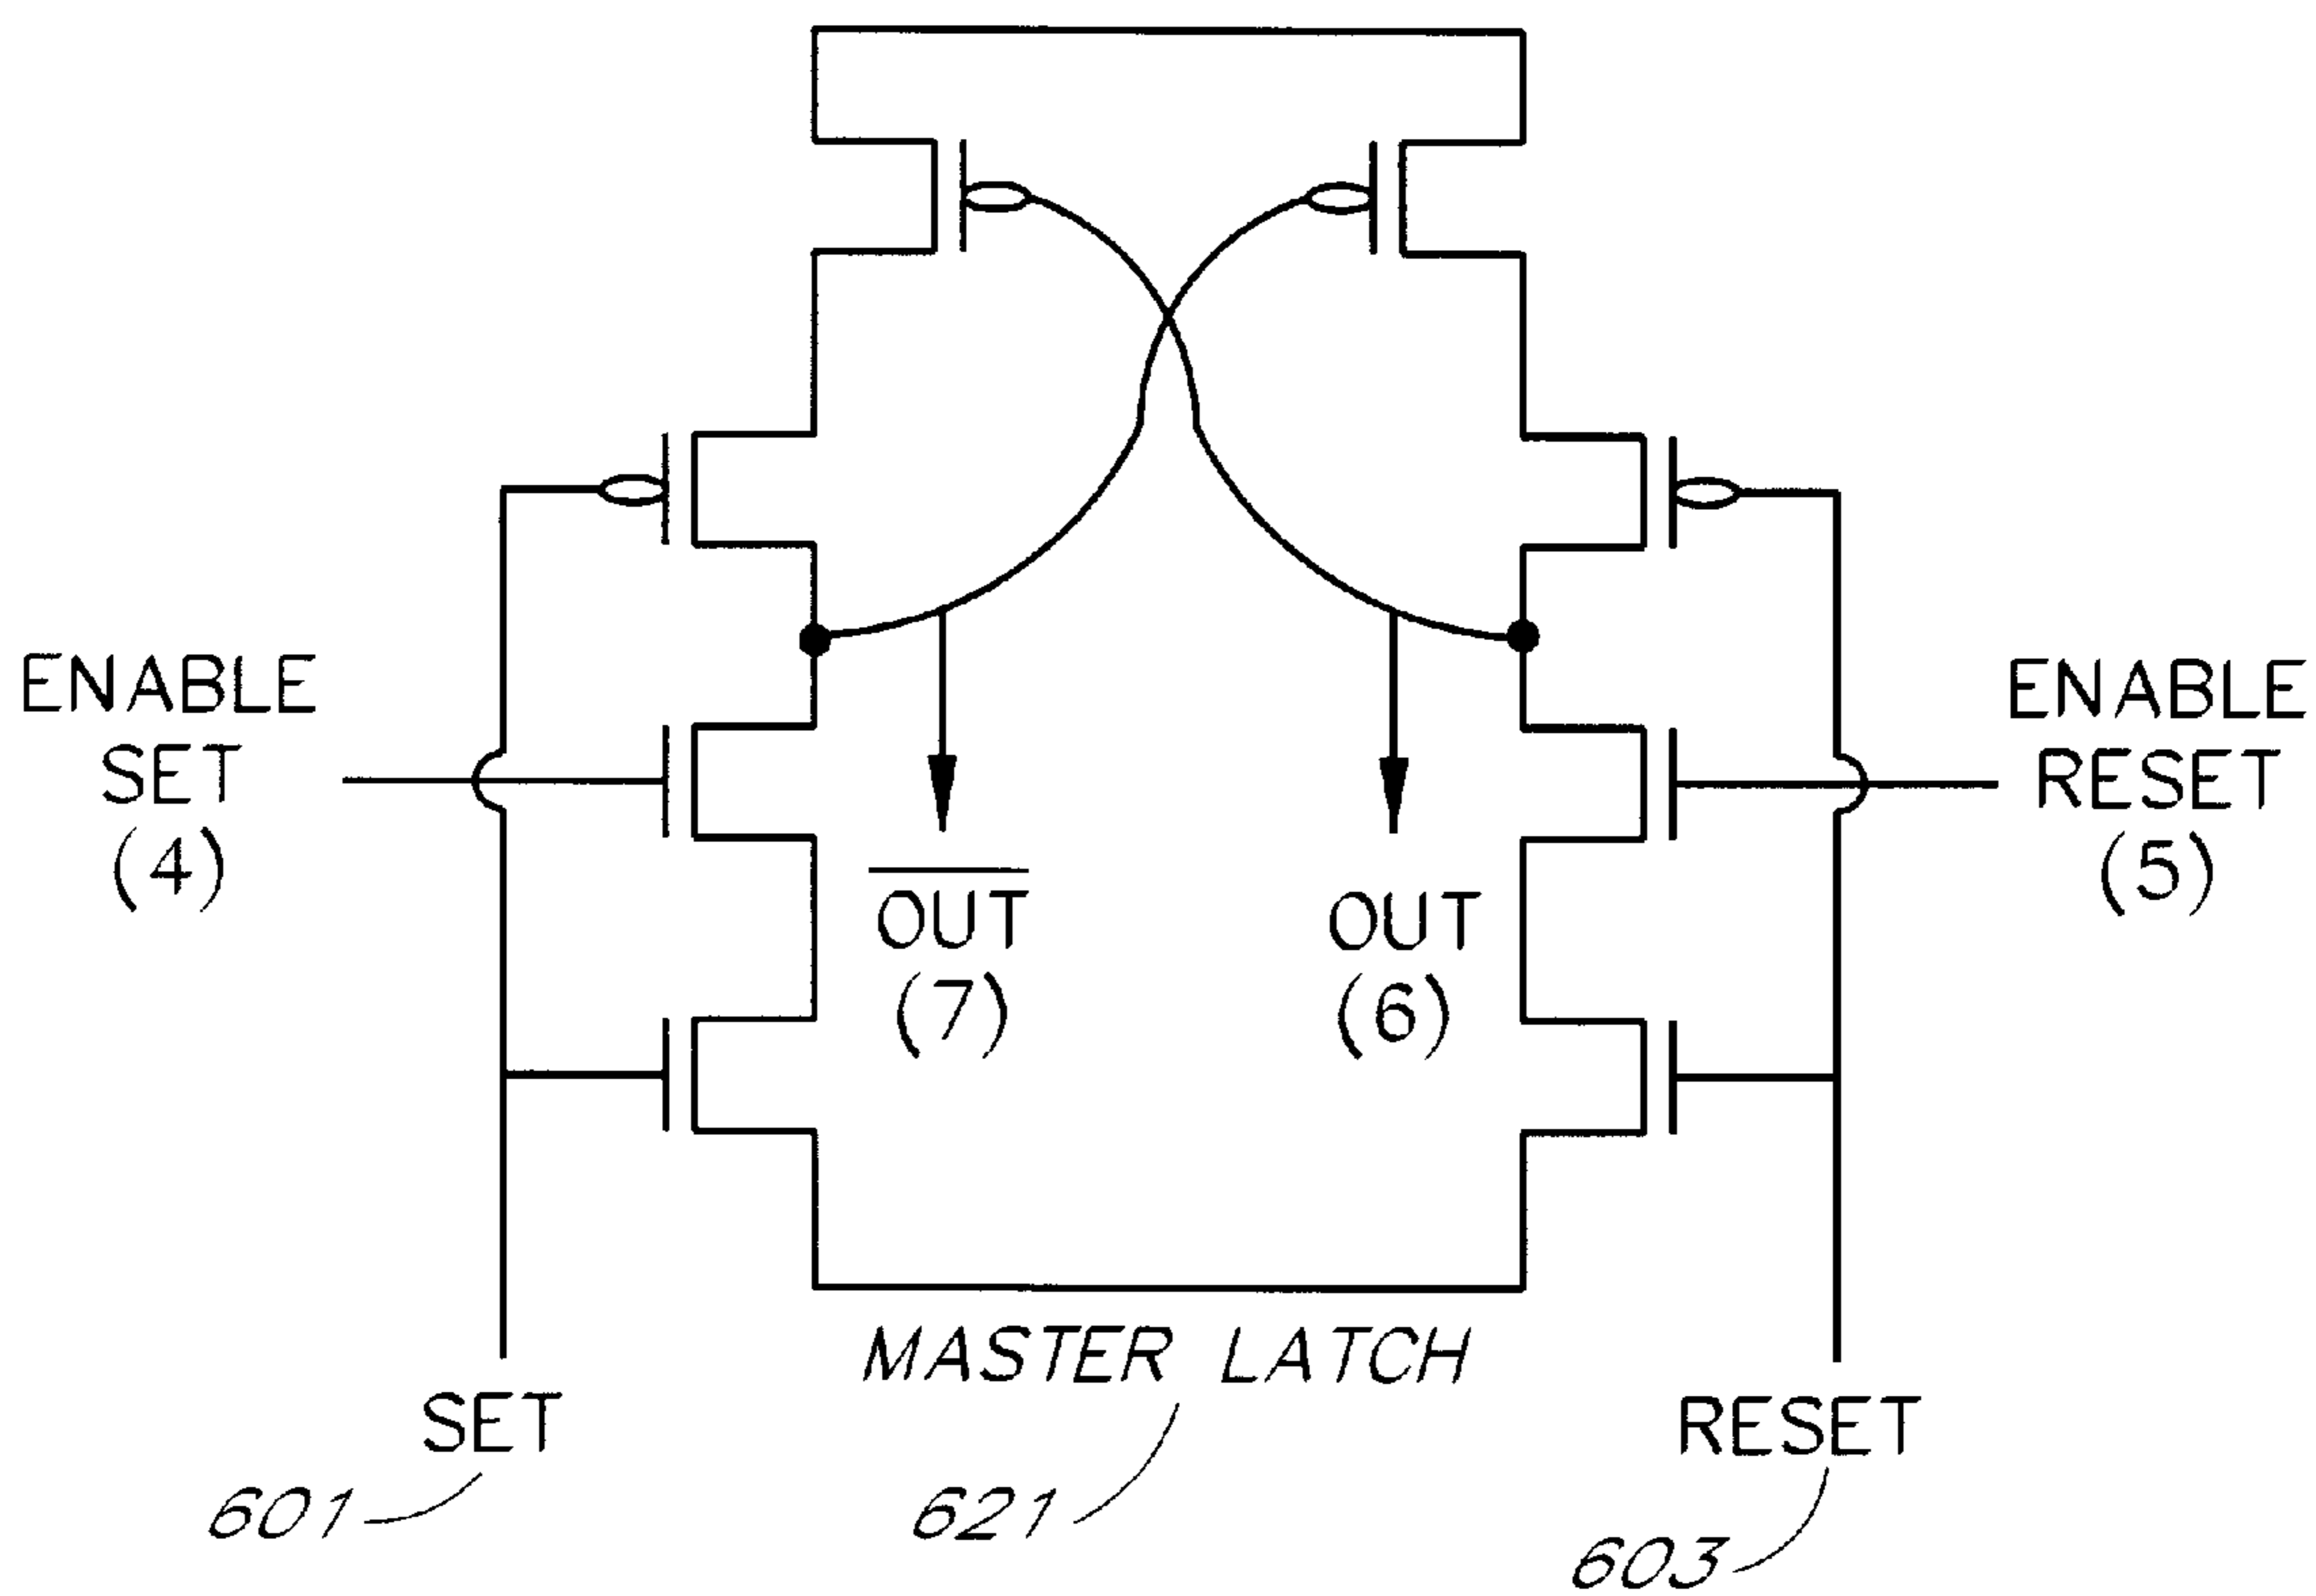 ENABLE
SET
(4)
OUT
(7)
OUT
(6)
ENABLE
RESET
(5)
MASTER LATCH
SET
RESET
601
621
603